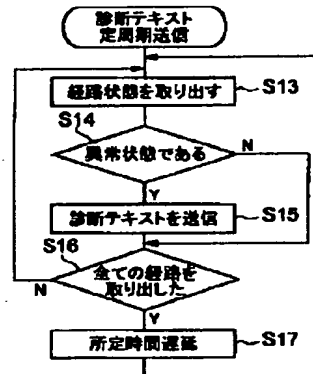 診断テキスト
定周期送信
経路状態を取り出す
S13
S14
異常状態である
N
Y
診断テキストを送信
S15
S16
全ての経路を
取り出した
N
Y
所定時間遅延
S17